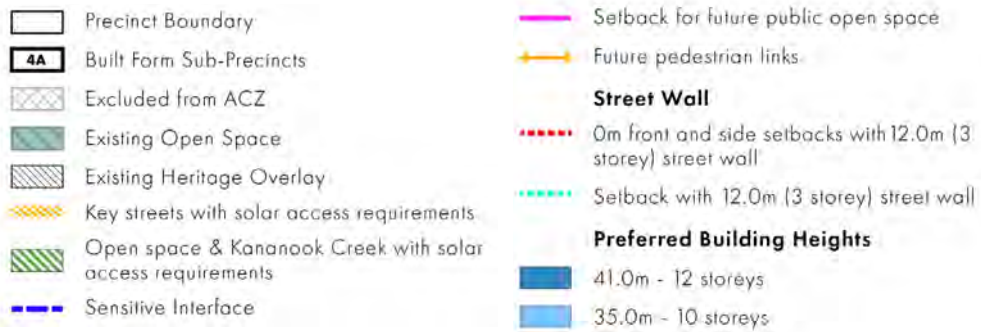 Precinct Boundary
4A Built Form Sub-Precincts
Excluded from ACZ
Existing Open Space
Existing Heritage Overlay
Key streets with solar access requirements
Open space & Kananook Creek with solar
access requirements
Sensitive Interface
Setback for future public open space
Future pedestrian links
Street Wall
0m front and side setbacks with 12.0m (3
storey) street wall
Setback with 12.0m (3 storey) street wall
Preferred Building Heights
41.0m - 12 storeys
35.0m - 10 storeys